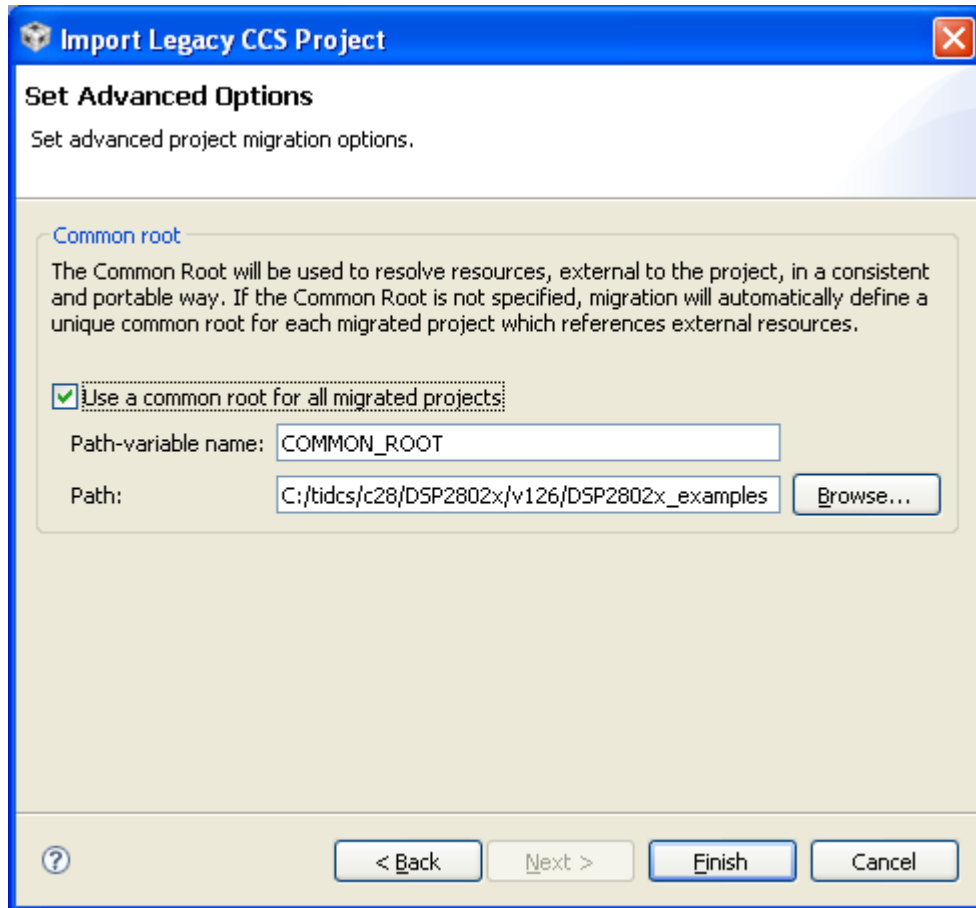 Import Legacy CCS Project
Set Advanced Options
Set advanced project migration options.
Common root
The Common Root will be used to resolve resources, external to the project, in a consistent
and portable way. If the Common Root is not specified, migration will automatically define a
unique common root for each migrated project which references external resources.
Use a common root for all migrated projects
Path-variable name: COMMON_ROOT
Path: C:/tidcs/c28/DSP2802x/v126/DSP2802x_examples Browse...
? < Back Next > Finish Cancel